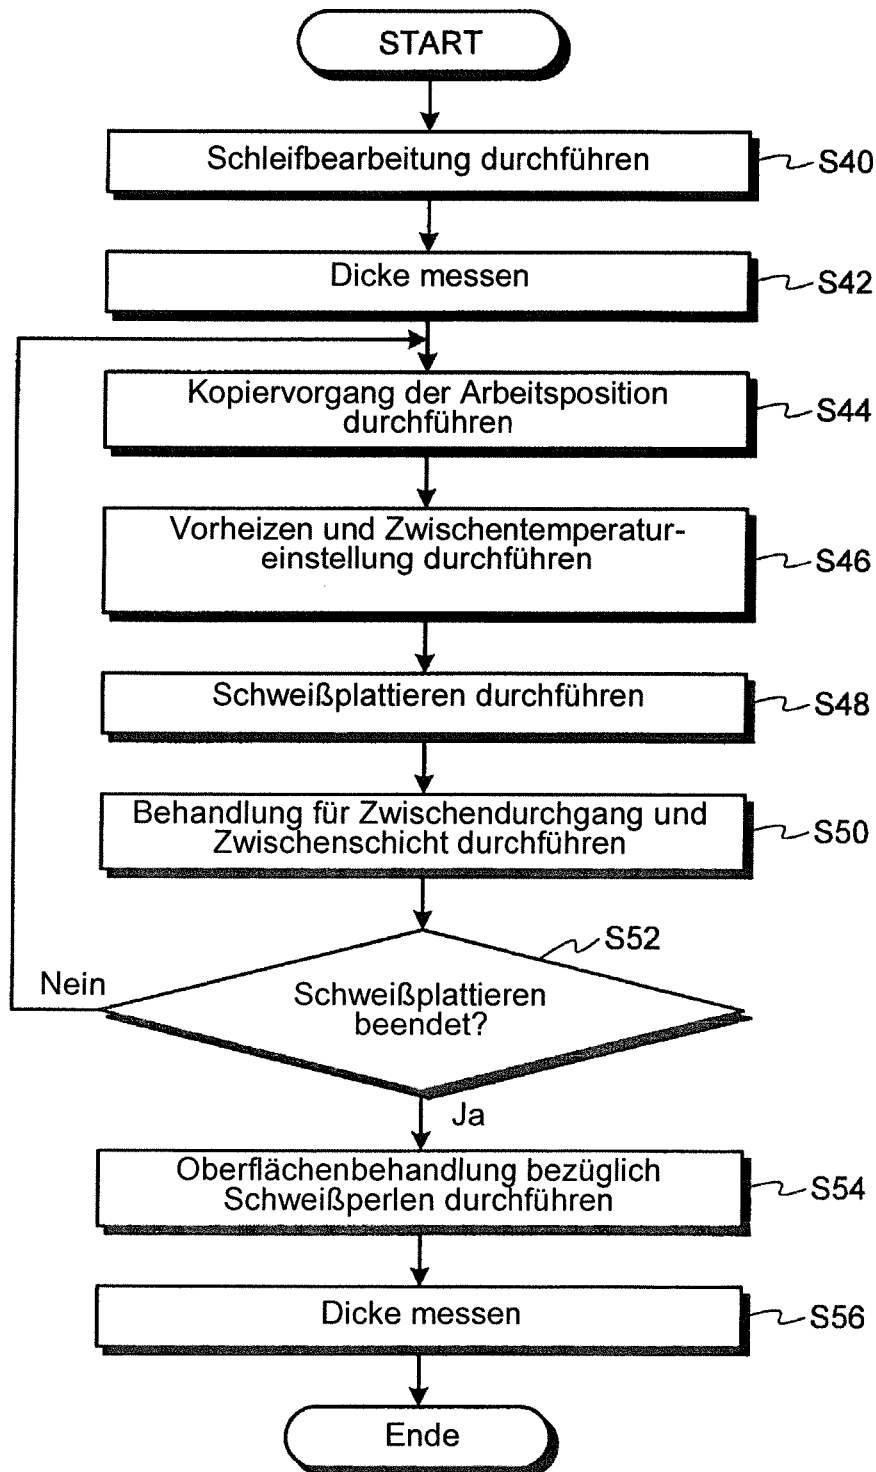 START
Schleifbearbeitung durchführen
S40
Dicke messen
S42
Kopiervorgang der Arbeitsposition
durchführen
S44
Vorheizen und Zwischentemperatur-
einstellung durchführen
S46
Schweißplattieren durchführen
S48
Behandlung für Zwischendurchgang und
Zwischenschicht durchführen
S50
S52
Nein
Schweißplattieren
beendet?
Ja
Oberflächenbehandlung bezüglich
Schweißperlen durchführen
S54
Dicke messen
S56
Ende